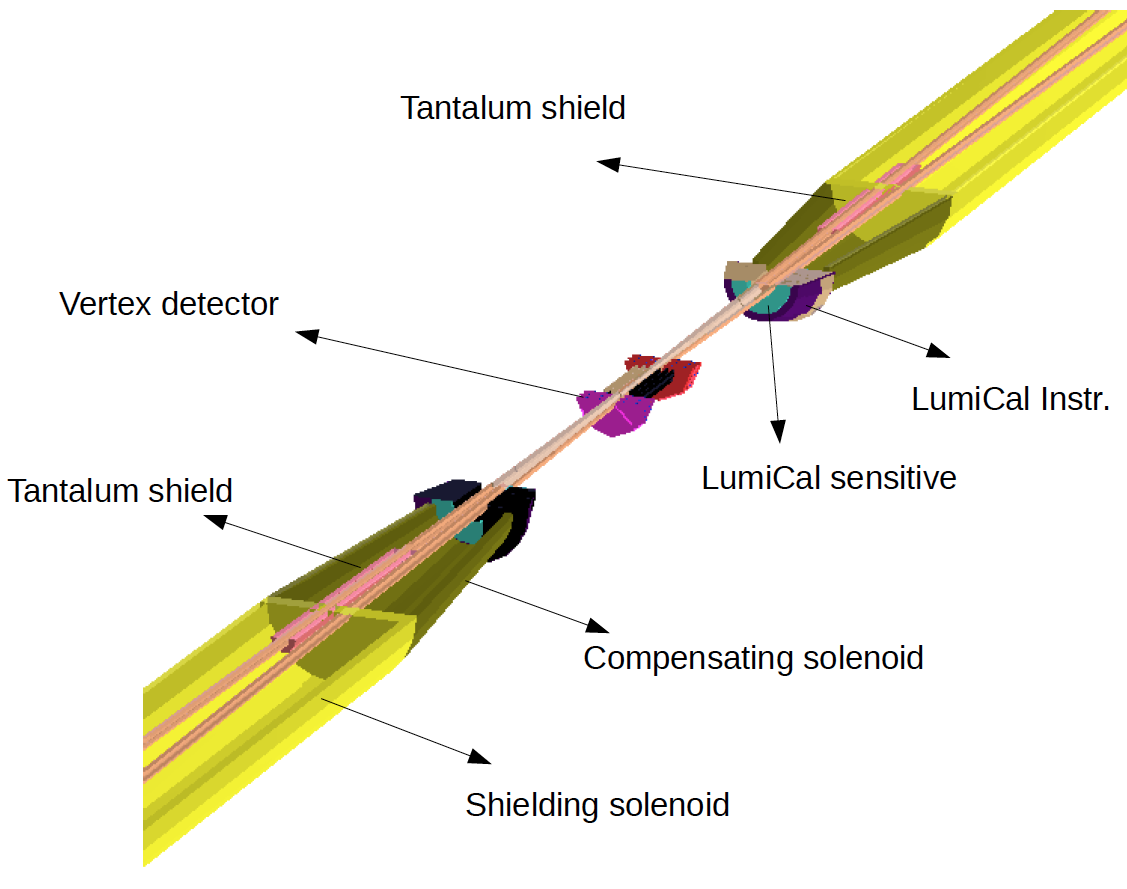 Tantalum shield
Vertex detector
LumiCal Instr.
LumiCal sensitive
Tantalum shield
Compensating solenoid
Shielding solenoid